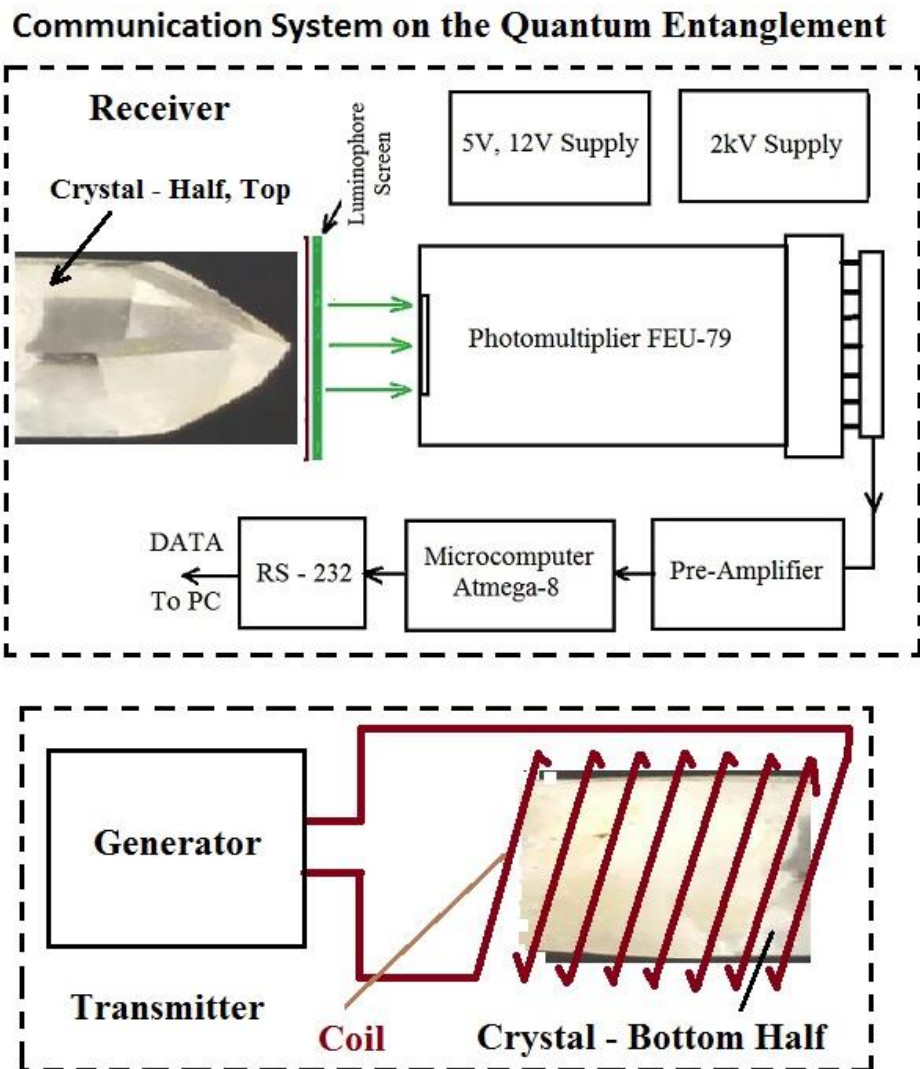 Communication System on the Quantum Entanglement
Receiver
Crystal - Half, Top
Luminophore
Screen
5V, 12V Supply
2kV Supply
Photomultiplier FEU-79
DATA
To PC
RS - 232
Microcomputer
Atmega-8
Pre-Amplifier
Generator
Transmitter
Coil
Crystal - Bottom Half